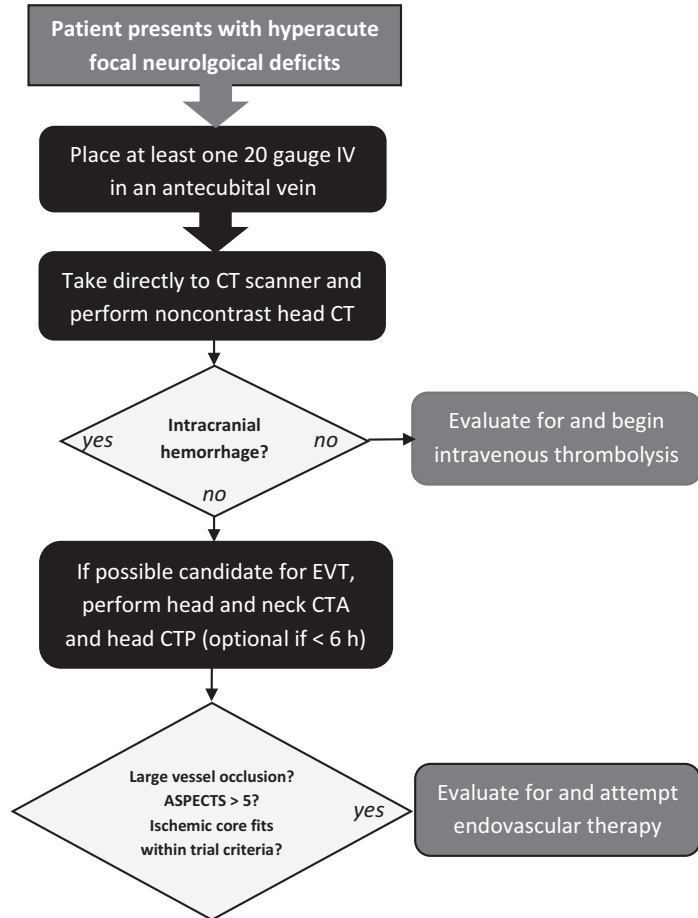 Patient presents with hyperacute
focal neurolgoical deficits
Place at least one 20 gauge IV
in an antecubital vein
Take directly to CT scanner and
perform noncontrast head CT
Intracranial
hemorrhage?
yes
no
no
Evaluate for and begin
intravenous thrombolysis
If possible candidate for EVT,
perform head and neck CTA
and head CTP (optional if < 6 h)
Large vessel occlusion?
ASPECTS > 5?
Ischemic core fits
within trial criteria?
yes
Evaluate for and attempt
endovascular therapy